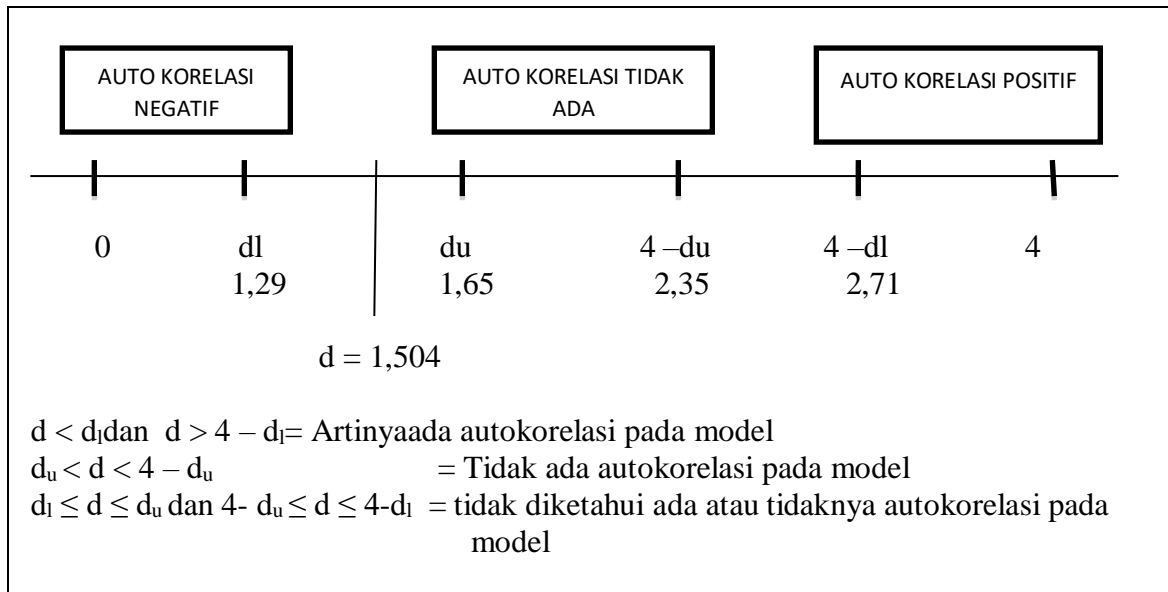 AUTO KORELASI
NEGATIF
AUTO KORELASI TIDAK
ADA
AUTO KORELASI POSITIF
0 dl du 4 –du 4 –dl 4
1,29 1,65 2,35 2,71
d = 1,504
d < dₗdan d > 4 – dₗ= Artinyaada autokorelasi pada model
dᵤ < d < 4 – dᵤ = Tidak ada autokorelasi pada model
dₗ ≤ d ≤ dᵤ dan 4- dᵤ ≤ d ≤ 4-dₗ = tidak diketahui ada atau tidaknya autokorelasi pada
model